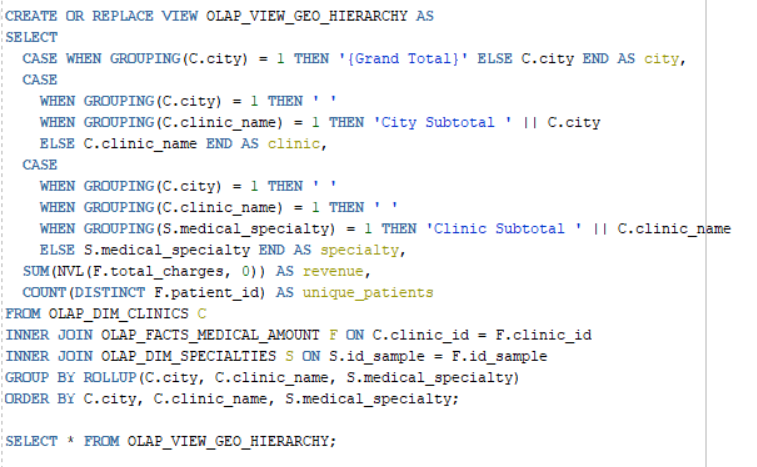 CREATE OR REPLACE VIEW OLAP_VIEW_GEO_HIERARCHY AS
SELECT
CASE WHEN GROUPING(C.city) = 1 THEN '{Grand Total}' ELSE C.city END AS city,
CASE
WHEN GROUPING(C.city) = 1 THEN ' '
WHEN GROUPING(C.clinic_name) = 1 THEN 'City Subtotal ' || C.city
ELSE C.clinic_name END AS clinic,
CASE
WHEN GROUPING(C.city) = 1 THEN ' '
WHEN GROUPING(C.clinic_name) = 1 THEN ' '
WHEN GROUPING(S.medical_specialty) = 1 THEN 'Clinic Subtotal ' || C.clinic_name
ELSE S.medical_specialty END AS specialty,
SUM(NVL(F.total_charges, 0)) AS revenue,
COUNT(DISTINCT F.patient_id) AS unique_patients
FROM OLAP_DIM_CLINICS C
INNER JOIN OLAP_FACTS_MEDICAL_AMOUNT F ON C.clinic_id = F.clinic_id
INNER JOIN OLAP_DIM_SPECIALTIES S ON S.id_sample = F.id_sample
GROUP BY ROLLUP(C.city, C.clinic_name, S.medical_specialty)
ORDER BY C.city, C.clinic_name, S.medical_specialty;
SELECT * FROM OLAP_VIEW_GEO_HIERARCHY;